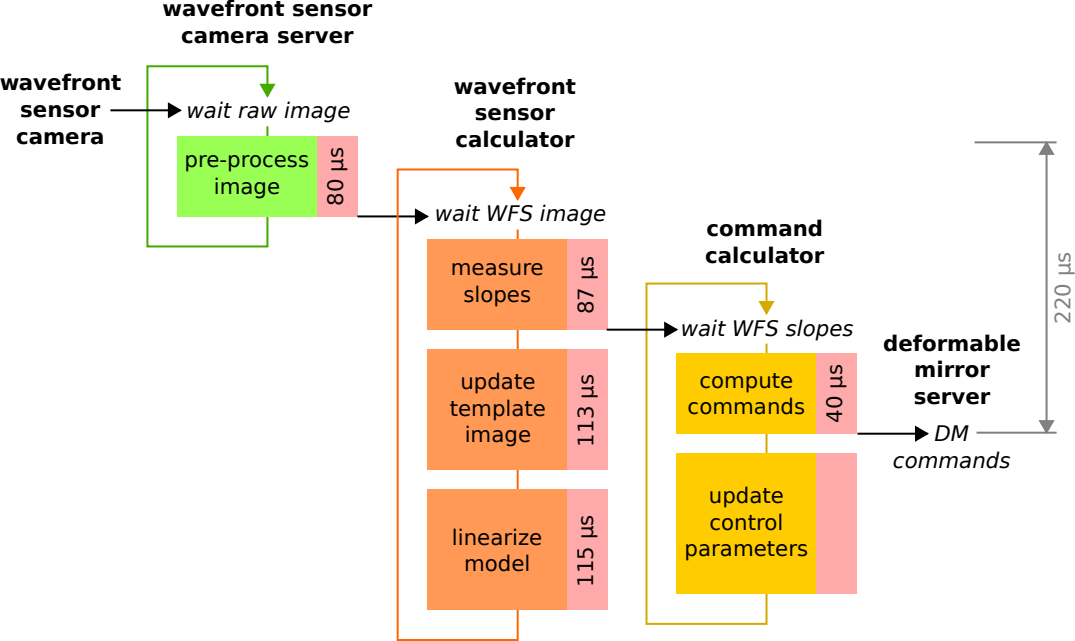 wavefront sensor
camera server
wavefront
sensor
camera
wait raw image
pre-process
image
80 µs
wavefront
sensor
calculator
wait WFS image
measure
slopes
87 µs
update
template
image
113 µs
linearize
model
115 µs
command
calculator
wait WFS slopes
compute
commands
40 µs
update
control
parameters
deformable
mirror
server
DM
commands
220 µs